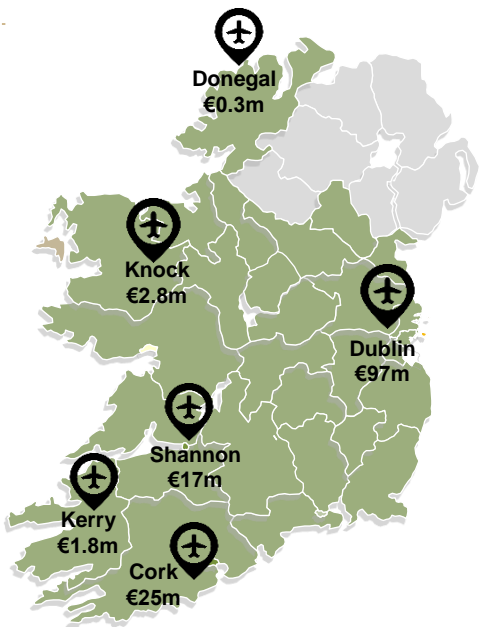 Donegal
€0.3m
Knock
€2.8m
Dublin
€97m
Shannon
€17m
Kerry
€1.8m
Cork
€25m